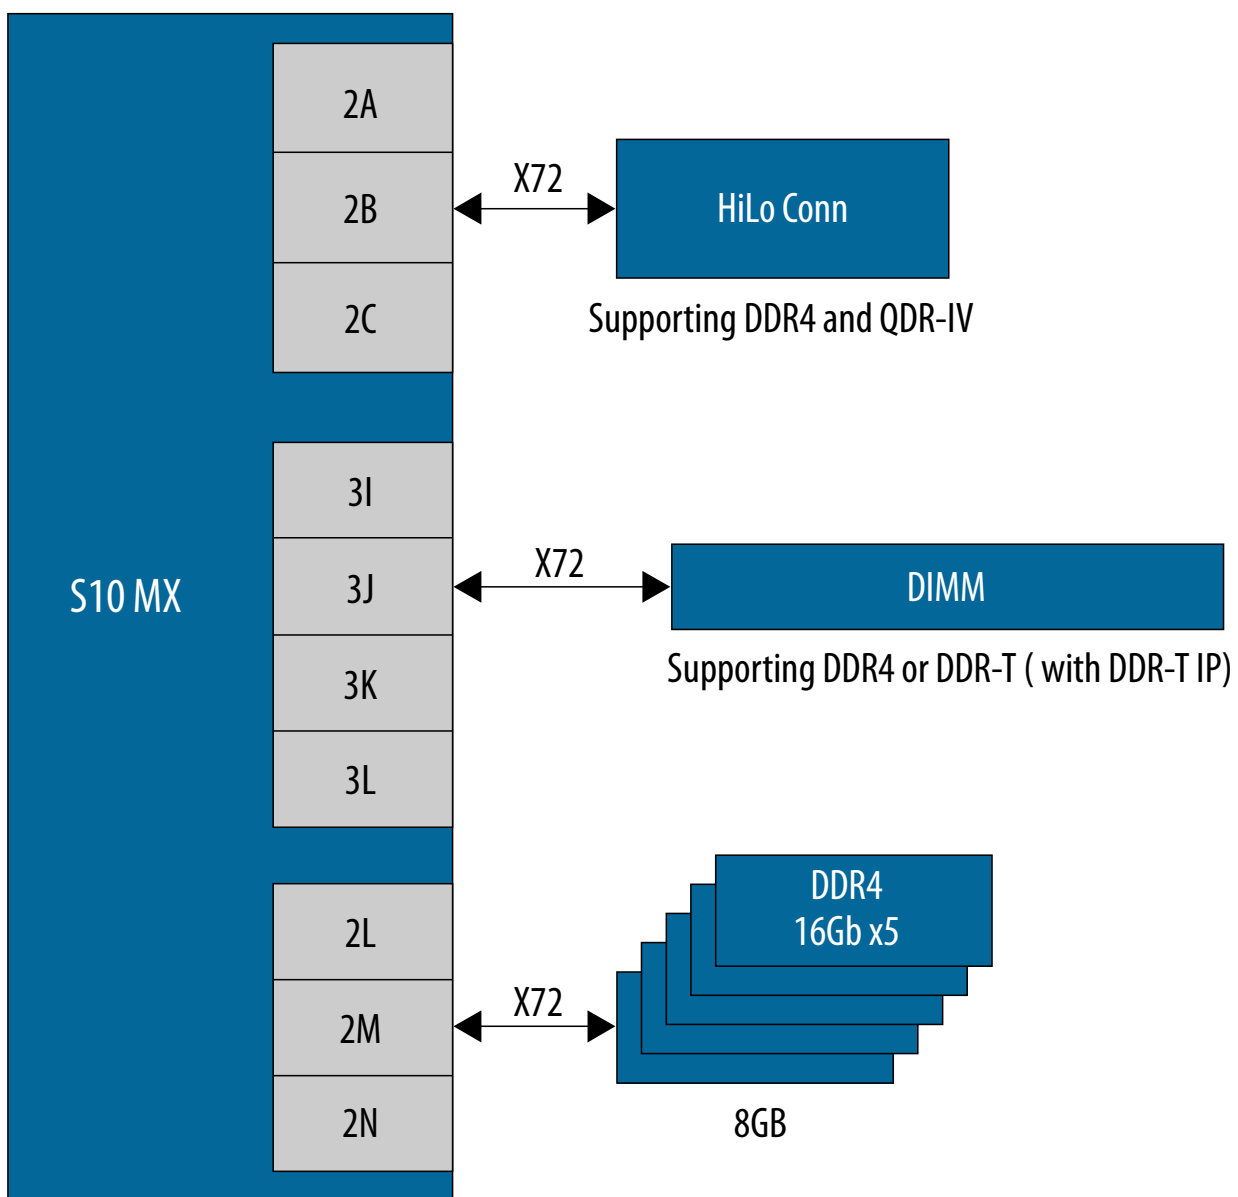 2A
2B
2C
X72
HiLo Conn
Supporting DDR4 and QDR-IV
S10 MX
3I
3J
3K
3L
X72
DIMM
Supporting DDR4 or DDR-T ( with DDR-T IP)
2L
2M
2N
X72
DDR4
16Gb x5
8GB